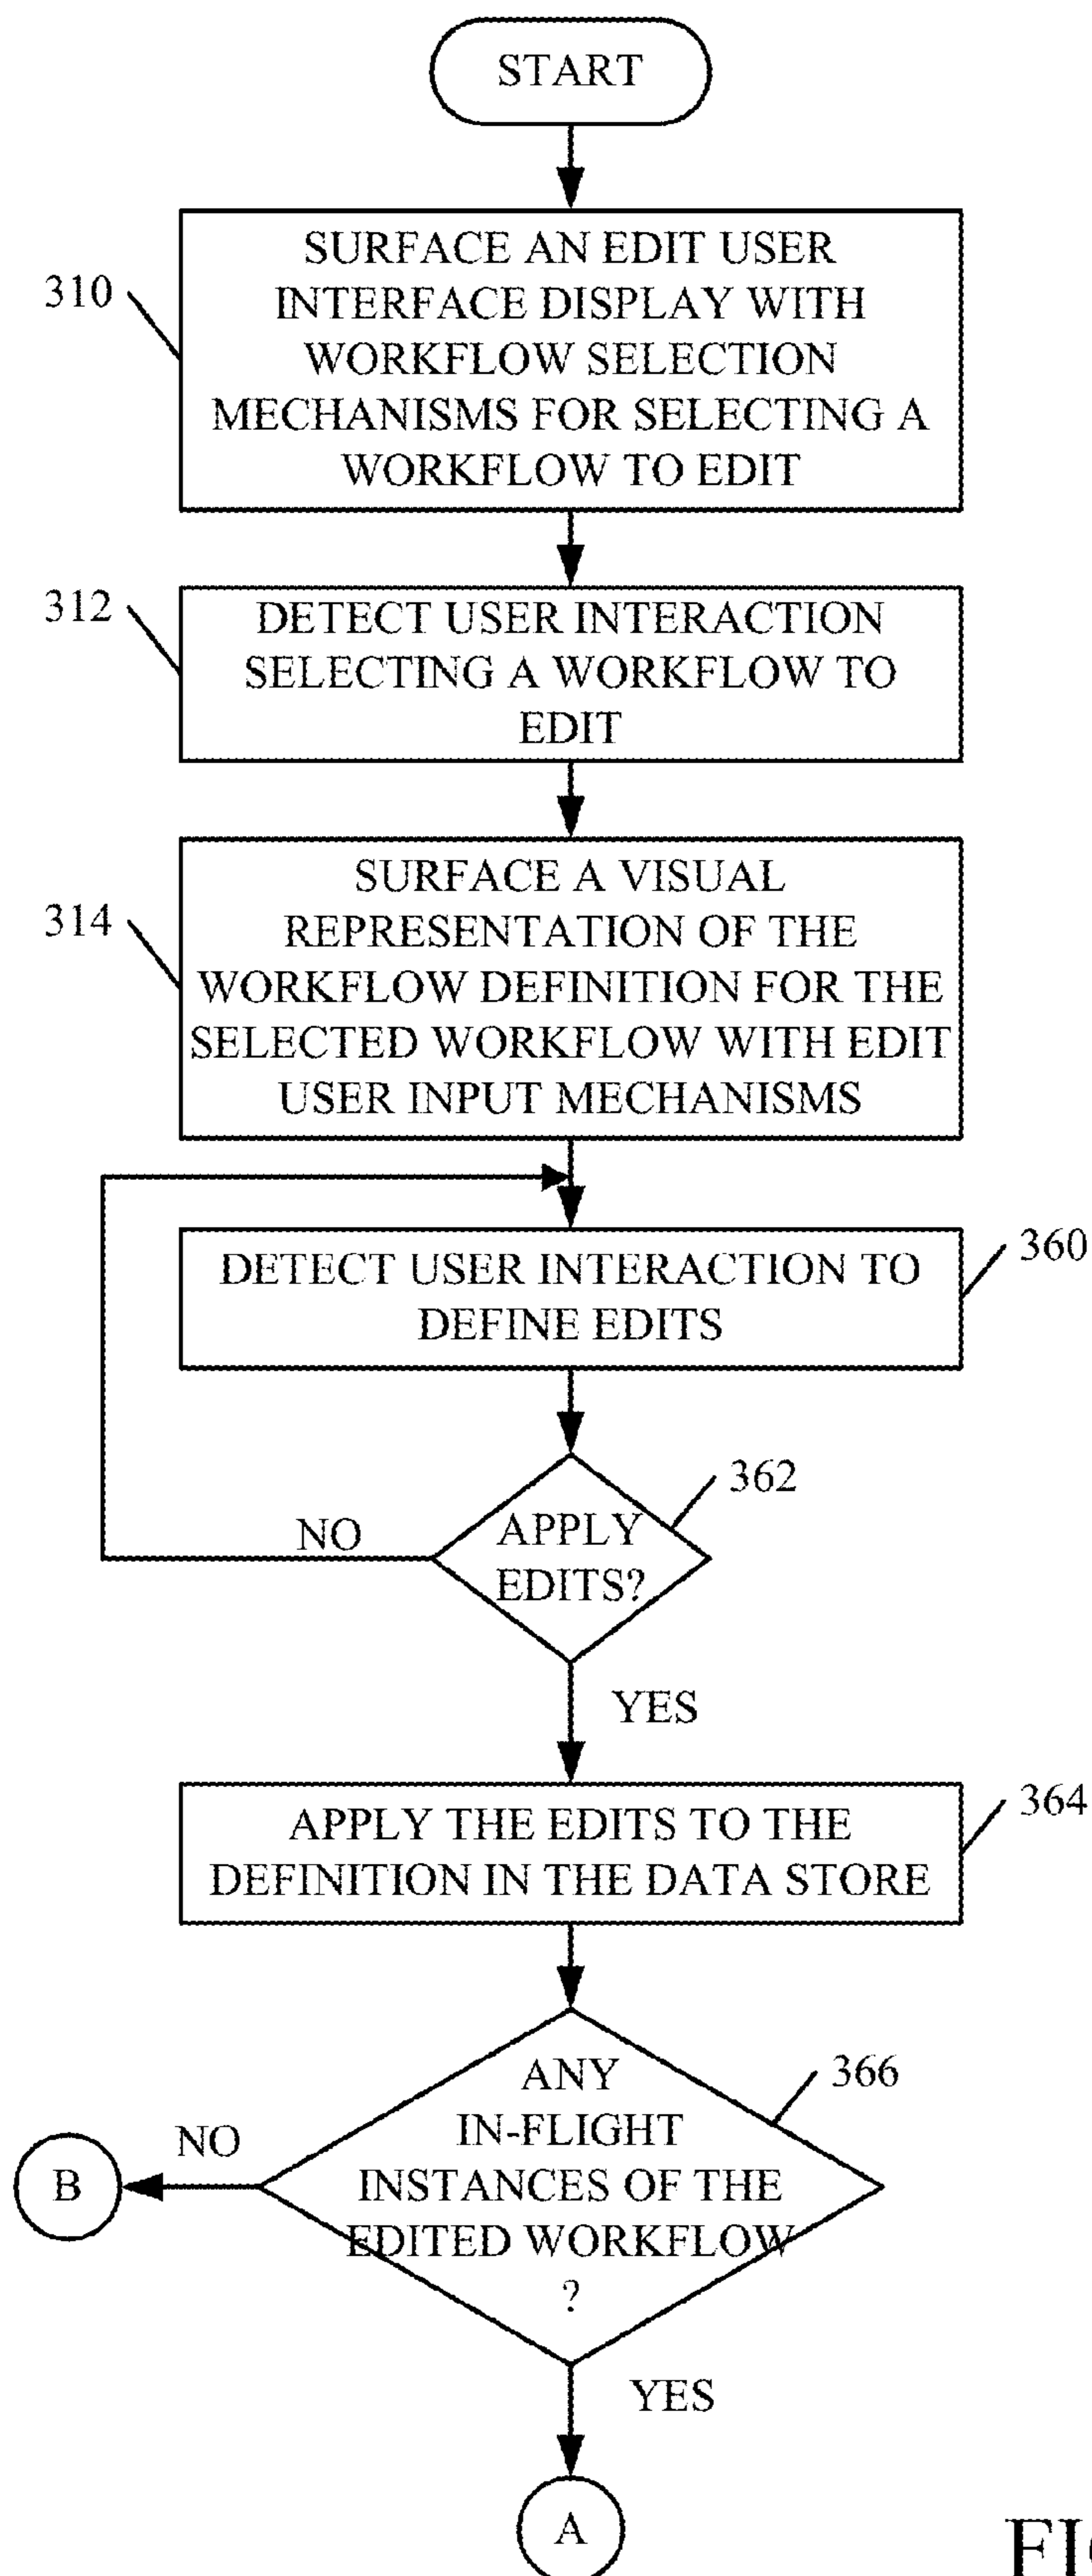 START
310
SURFACE AN EDIT USER
INTERFACE DISPLAY WITH
WORKFLOW SELECTION
MECHANISMS FOR SELECTING A
WORKFLOW TO EDIT
312
DETECT USER INTERACTION
SELECTING A WORKFLOW TO
EDIT
314
SURFACE A VISUAL
REPRESENTATION OF THE
WORKFLOW DEFINITION FOR THE
SELECTED WORKFLOW WITH EDIT
USER INPUT MECHANISMS
360
DETECT USER INTERACTION TO
DEFINE EDITS
362
NO
APPLY
EDITS?
YES
364
APPLY THE EDITS TO THE
DEFINITION IN THE DATA STORE
366
ANY
IN-FLIGHT
INSTANCES OF THE
EDITED WORKFLOW
?
NO
B
YES
A